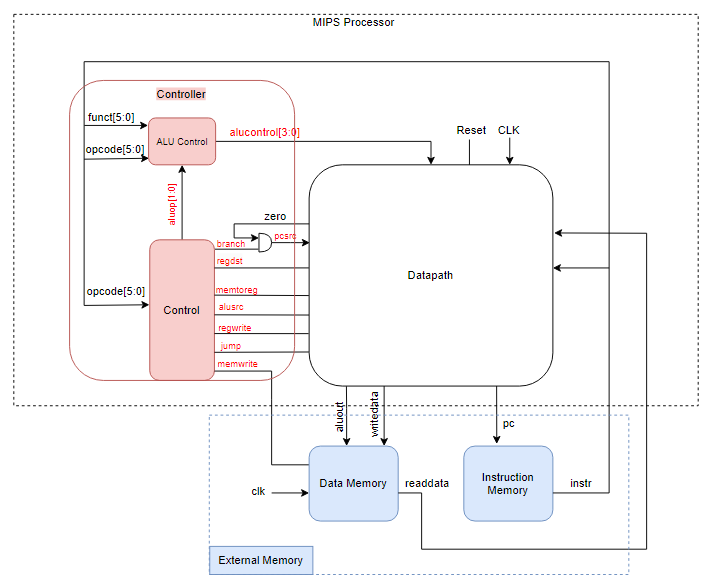 MIPS Processor
Controller
funct[5:0]
ALU Control
alucontrol[3:0]
Reset
CLK
opcode[5:0]
aluop[1:0]
zero
branch
pcsrc
regdst
Datapath
opcode[5:0]
Control
memtoreg
alusrc
regwrite
jump
memwrite
aluout
writedata
pc
Data Memory
readdata
Instruction
Memory
instr
clk
External Memory